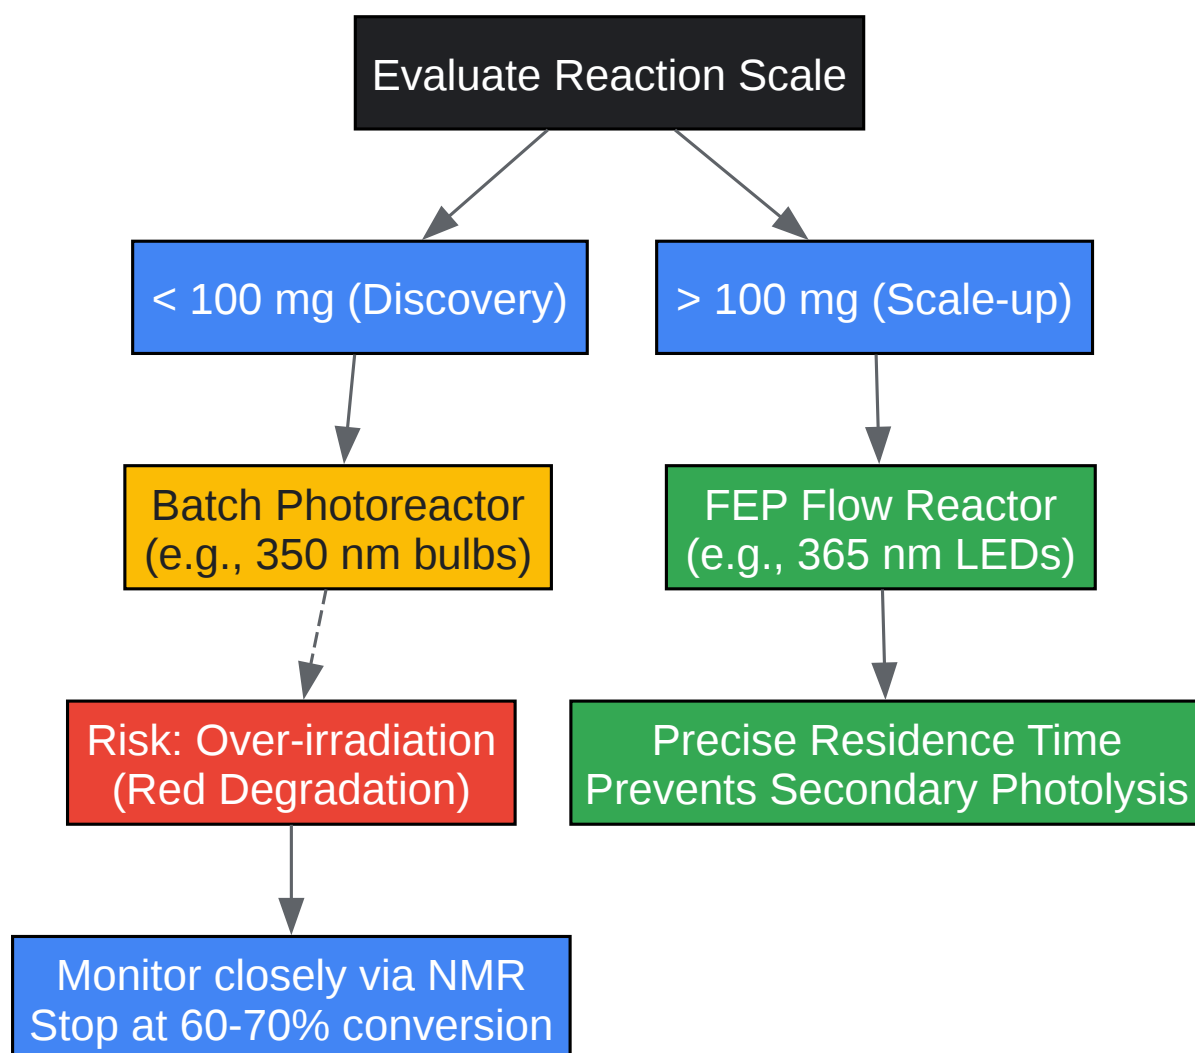 Evaluate Reaction Scale
< 100 mg (Discovery)
> 100 mg (Scale-up)
Batch Photoreactor
(e.g., 350 nm bulbs)
FEP Flow Reactor
(e.g., 365 nm LEDs)
Risk: Over-irradiation
(Red Degradation)
Precise Residence Time
Prevents Secondary Photolysis
Monitor closely via NMR
Stop at 60-70% conversion